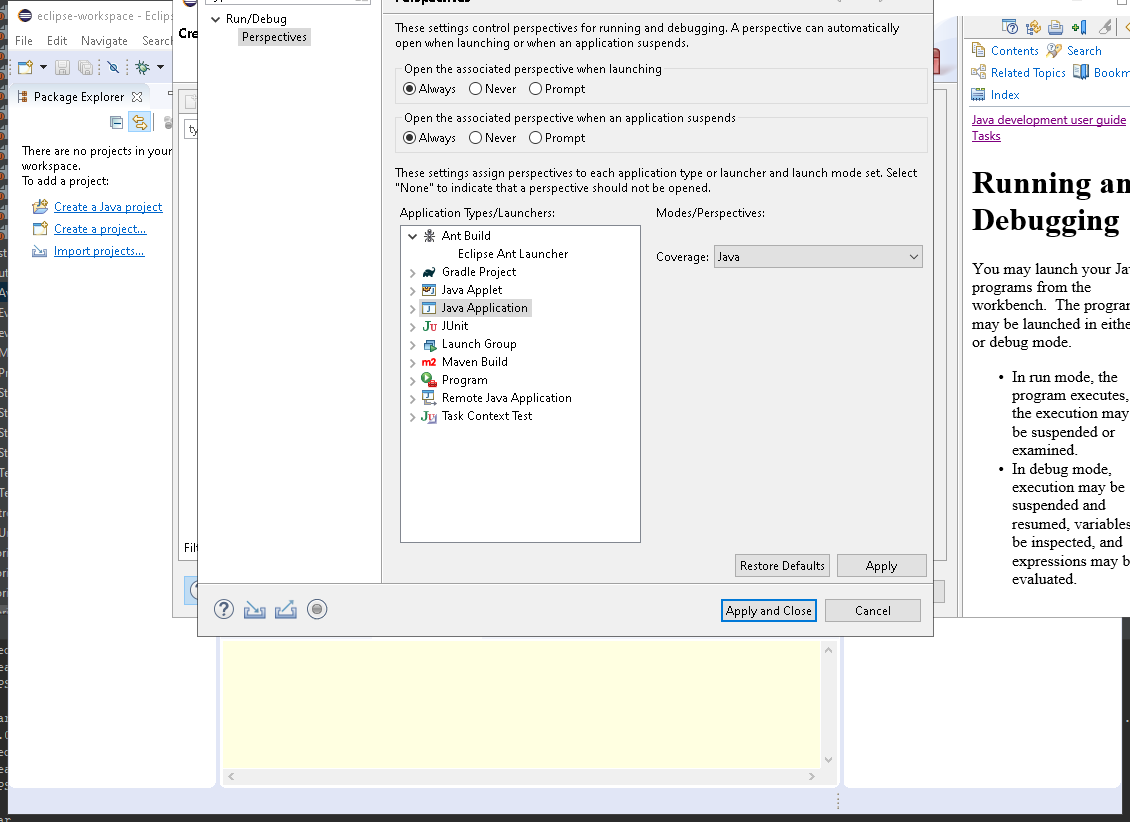 eclipse-workspace - Eclips
File Edit Navigate Searc
Package Explorer
There are no projects in your
workspace.
To add a project:
Create a Java project
Create a project...
Import projects...
Cre
ty
Filt
Run/Debug
Perspectives
Perspectives
These settings control perspectives for running and debugging. A perspective can automatically
open when launching or when an application suspends.
Open the associated perspective when launching
Always Never Prompt
Open the associated perspective when an application suspends
Always Never Prompt
These settings assign perspectives to each application type or launcher and launch mode set. Select
"None" to indicate that a perspective should not be opened.
Application Types/Launchers:
Ant Build
Eclipse Ant Launcher
Gradle Project
Java Applet
Java Application
JUnit
Launch Group
Maven Build
Program
Remote Java Application
Task Context Test
Modes/Perspectives:
Coverage: Java
Restore Defaults Apply
Apply and Close Cancel
Contents Search
Related Topics Bookm
Index
Java development user guide
Tasks
Running an
Debugging
You may launch your Ja
programs from the
workbench. The program
may be launched in eithe
or debug mode.
• In run mode, the
program executes,
the execution may
be suspended or
examined.
• In debug mode,
execution may be
suspended and
resumed, variables
be inspected, and
expressions may b
evaluated.